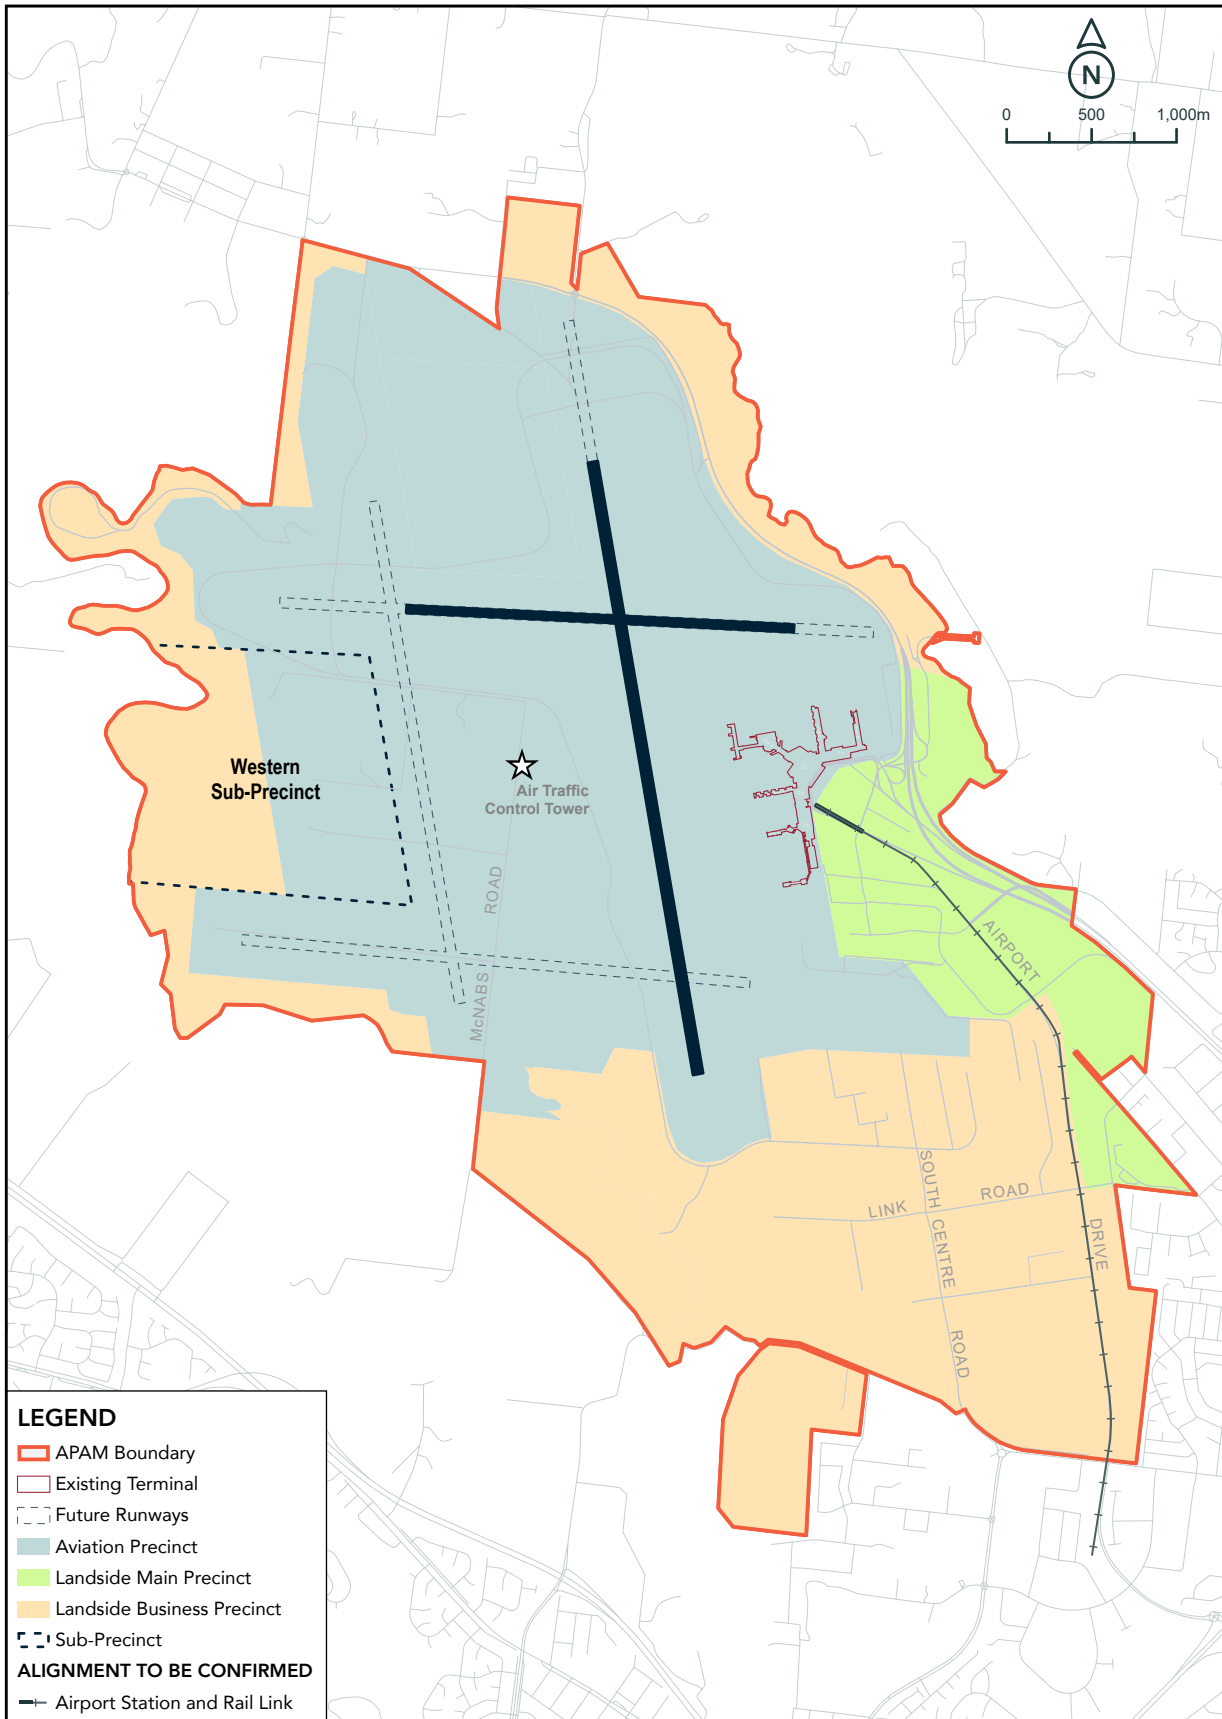 N
0 500 1,000m
Western
Sub-Precinct
Air Traffic
Control Tower
McNABS ROAD
AIRPORT
DRIVE
SOUTH CENTRE
ROAD
LINK ROAD
LEGEND
APAM Boundary
Existing Terminal
Future Runways
Aviation Precinct
Landside Main Precinct
Landside Business Precinct
Sub-Precinct
ALIGNMENT TO BE CONFIRMED
Airport Station and Rail Link